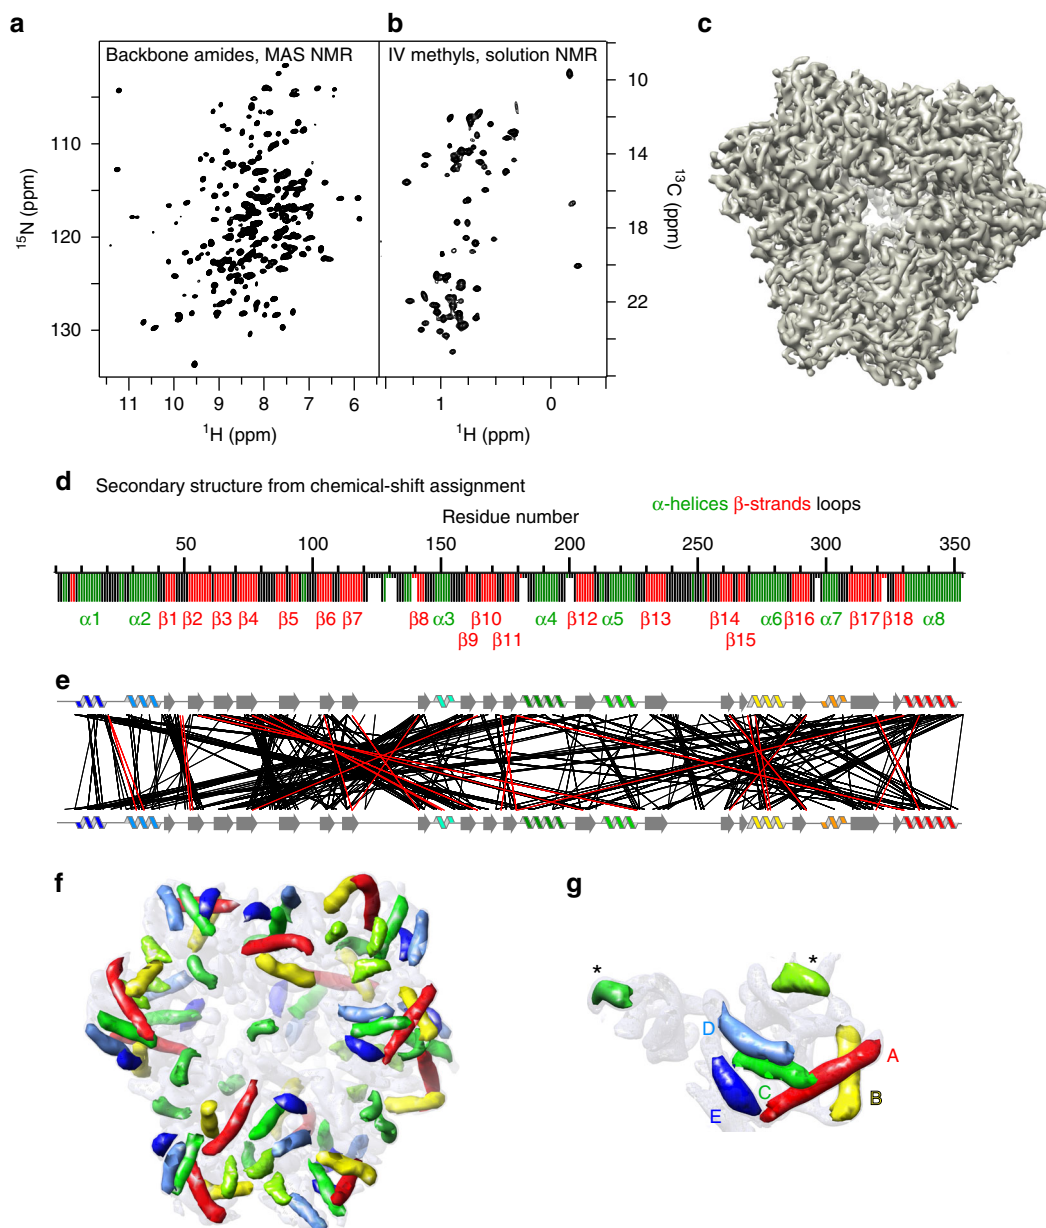 a
b
c
Backbone amides, MAS NMR
IV methyls, solution NMR
110
120
130
15N (ppm)
11 10 9 8 7 6
1H (ppm)
1 0
1H (ppm)
10
14
18
22
13C (ppm)
d
Secondary structure from chemical-shift assignment
α-helices β-strands loops
Residue number
50 100 150 200 250 300 350
α1 α2 β1 β2 β3 β4 β5 β6 β7 β8 α3 β10 α4 β12 α5 β13 β14 α6 β16 α7 β17 β18 α8
β9 β11 β15
e
f
g
*
*
D
A
C
B
E